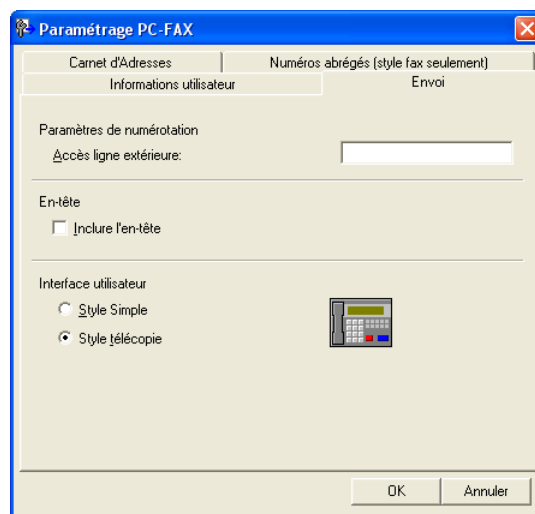 Paramétrage PC-FAX
Carnet d'Adresses
Numéros abrégés (style fax seulement)
Informations utilisateur
Envoi
Paramètres de numérotation
Accès ligne extérieure:
En-tête
Inclure l'en-tête
Interface utilisateur
Style Simple
Style télécopie
OK
Annuler